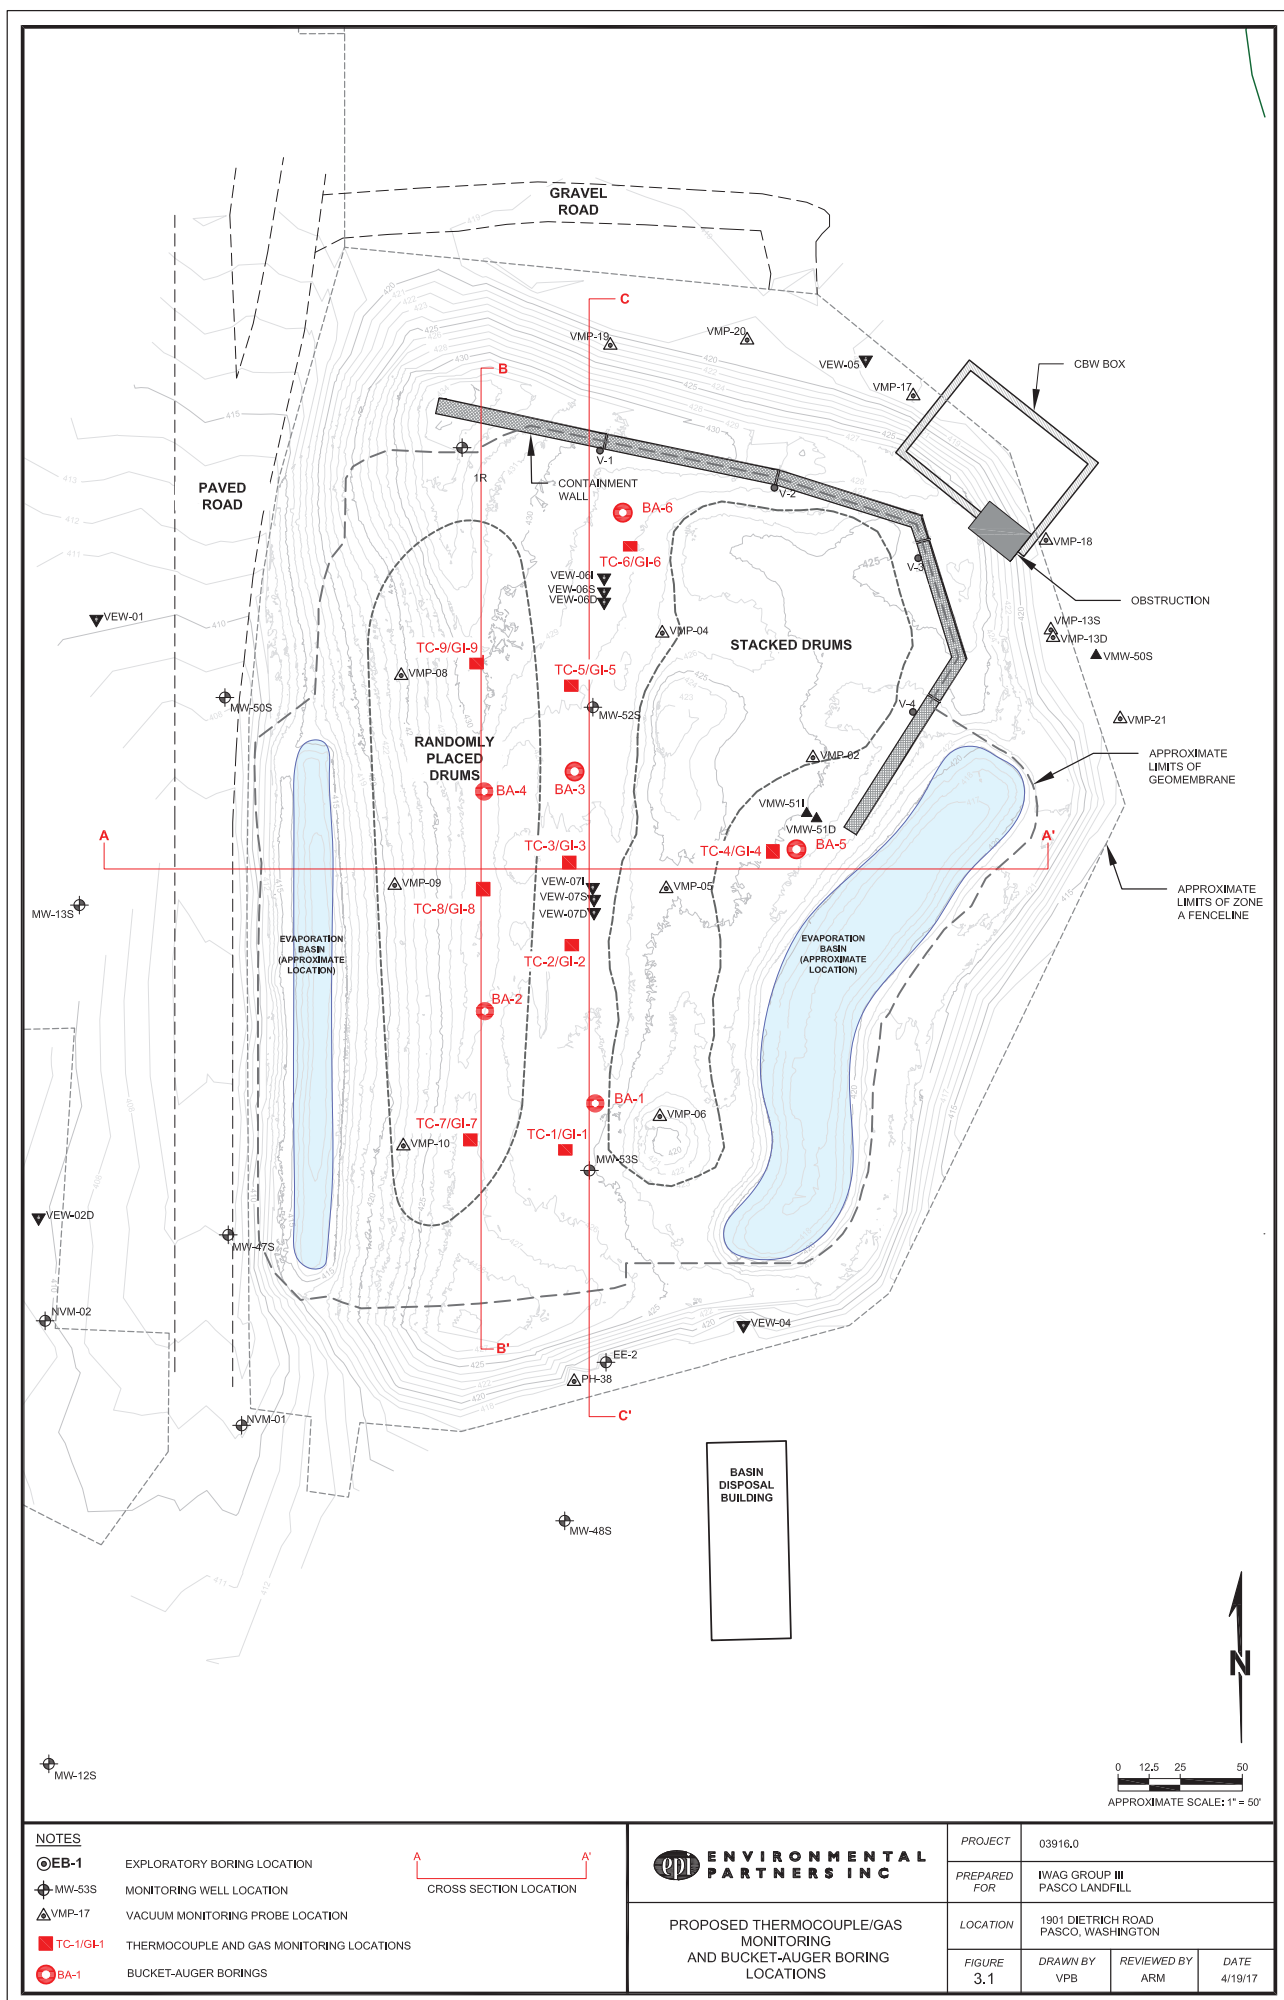 GRAVEL
ROAD
C
VMP-19
VMP-20
VEW-05
VMP-17
CBW BOX
B
PAVED
ROAD
1R
CONTAINMENT
WALL
V-1
V-2
V-3
V-4
BA-6
TC-6/GI-6
VEW-06I
VEW-06S
VEW-06D
VMP-18
OBSTRUCTION
VEW-01
VMP-04
STACKED DRUMS
VMP-13S
VMP-13D
VMW-50S
TC-9/GI-9
VMP-08
TC-5/GI-5
MW-50S
MW-52S
VMP-21
RANDOMLY
PLACED
DRUMS
VMP-02
APPROXIMATE
LIMITS OF
GEOMEMBRANE
BA-4
BA-3
VMW-51I
VMW-51D
A
A'
TC-3/GI-3
TC-4/GI-4
BA-5
VMP-09
TC-8/GI-8
VEW-07I
VEW-07S
VEW-07D
VMP-05
MW-13S
APPROXIMATE
LIMITS OF ZONE
A FENCELINE
EVAPORATION
BASIN
(APPROXIMATE
LOCATION)
EVAPORATION
BASIN
(APPROXIMATE
LOCATION)
TC-2/GI-2
BA-2
BA-1
VMP-06
TC-7/GI-7
VMP-10
TC-1/GI-1
MW-53S
VEW-02D
MW-47S
NVM-02
VEW-04
B'
EE-2
PH-38
NVM-01
C'
BASIN
DISPOSAL
BUILDING
MW-48S
MW-12S
N
0 12.5 25 50
APPROXIMATE SCALE: 1" = 50'
NOTES
EB-1 EXPLORATORY BORING LOCATION
MW-53S MONITORING WELL LOCATION
VMP-17 VACUUM MONITORING PROBE LOCATION
TC-1/GI-1 THERMOCOUPLE AND GAS MONITORING LOCATIONS
BA-1 BUCKET-AUGER BORINGS
A A'
CROSS SECTION LOCATION
epi ENVIRONMENTAL
PARTNERS INC
PROPOSED THERMOCOUPLE/GAS
MONITORING
AND BUCKET-AUGER BORING
LOCATIONS
PROJECT 03916.0
PREPARED
FOR
IWAG GROUP III
PASCO LANDFILL
LOCATION
1901 DIETRICH ROAD
PASCO, WASHINGTON
FIGURE
3.1
DRAWN BY
VPB
REVIEWED BY
ARM
DATE
4/19/17